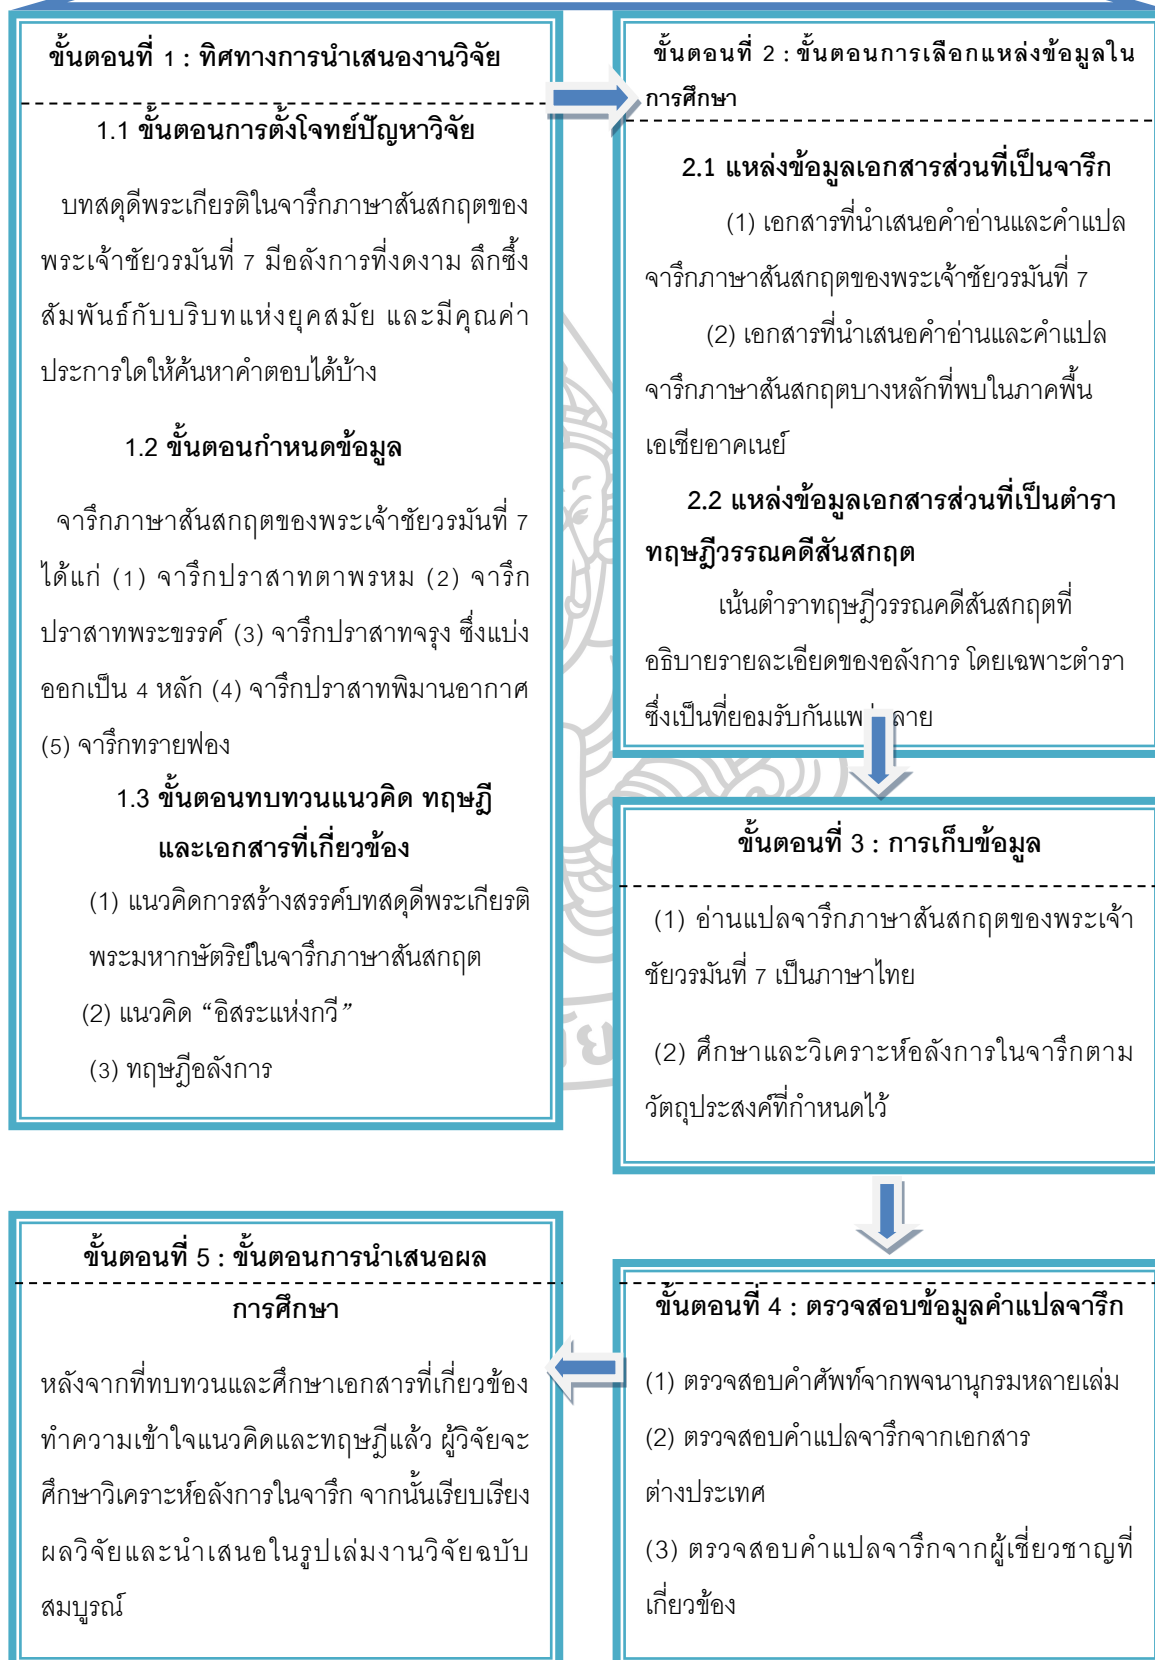 ขั้นตอนที่ 1 : ทิศทางการนำเสนองานวิจัย
1.1 ขั้นตอนการตั้งโจทย์ปัญหาวิจัย
บทสดุดีพระเกียรติในจารึกภาษาสันสกฤตของ
พระเจ้าชัยวรมันที่ 7 มีอลังการที่งดงาม ลึกซึ้ง
สัมพันธ์กับบริบทแห่งยุคสมัย และมีคุณค่า
ประการใดให้ค้นหาคำตอบได้บ้าง
1.2 ขั้นตอนกำหนดข้อมูล
จารึกภาษาสันสกฤตของพระเจ้าชัยวรมันที่ 7
ได้แก่ (1) จารึกปราสาทตาพรหม (2) จารึก
ปราสาทพระขรรค์ (3) จารึกปราสาทจรุง ซึ่งแบ่ง
ออกเป็น 4 หลัก (4) จารึกปราสาทพิมานอากาศ
(5) จารึกทรายฟอง
1.3 ขั้นตอนทบทวนแนวคิด ทฤษฎี
และเอกสารที่เกี่ยวข้อง
(1) แนวคิดการสร้างสรรค์บทสดุดีพระเกียรติ
พระมหากษัตริย์ในจารึกภาษาสันสกฤต
(2) แนวคิด “อิสระแห่งกวี”
(3) ทฤษฎีอลังการ
ขั้นตอนที่ 2 : ขั้นตอนการเลือกแหล่งข้อมูลใน
การศึกษา
2.1 แหล่งข้อมูลเอกสารส่วนที่เป็นจารึก
(1) เอกสารที่นำเสนอคำอ่านและคำแปล
จารึกภาษาสันสกฤตของพระเจ้าชัยวรมันที่ 7
(2) เอกสารที่นำเสนอคำอ่านและคำแปล
จารึกภาษาสันสกฤตบางหลักที่พบในภาคพื้น
เอเชียอาคเนย์
2.2 แหล่งข้อมูลเอกสารส่วนที่เป็นตำรา
ทฤษฎีวรรณคดีสันสกฤต
เน้นตำราทฤษฎีวรรณคดีสันสกฤตที่
อธิบายรายละเอียดของอลังการ โดยเฉพาะตำรา
ซึ่งเป็นที่ยอมรับกันแพร่หลาย
ขั้นตอนที่ 3 : การเก็บข้อมูล
(1) อ่านแปลจารึกภาษาสันสกฤตของพระเจ้า
ชัยวรมันที่ 7 เป็นภาษาไทย
(2) ศึกษาและวิเคราะห์อลังการในจารึกตาม
วัตถุประสงค์ที่กำหนดไว้
ขั้นตอนที่ 4 : ตรวจสอบข้อมูลคำแปลจารึก
(1) ตรวจสอบคำศัพท์จากพจนานุกรมหลายเล่ม
(2) ตรวจสอบคำแปลจารึกจากเอกสาร
ต่างประเทศ
(3) ตรวจสอบคำแปลจารึกจากผู้เชี่ยวชาญที่
เกี่ยวข้อง
ขั้นตอนที่ 5 : ขั้นตอนการนำเสนอผล
การศึกษา
หลังจากที่ทบทวนและศึกษาเอกสารที่เกี่ยวข้อง
ทำความเข้าใจแนวคิดและทฤษฎีแล้ว ผู้วิจัยจะ
ศึกษาวิเคราะห์อลังการในจารึก จากนั้นเรียบเรียง
ผลวิจัยและนำเสนอในรูปเล่มงานวิจัยฉบับ
สมบูรณ์